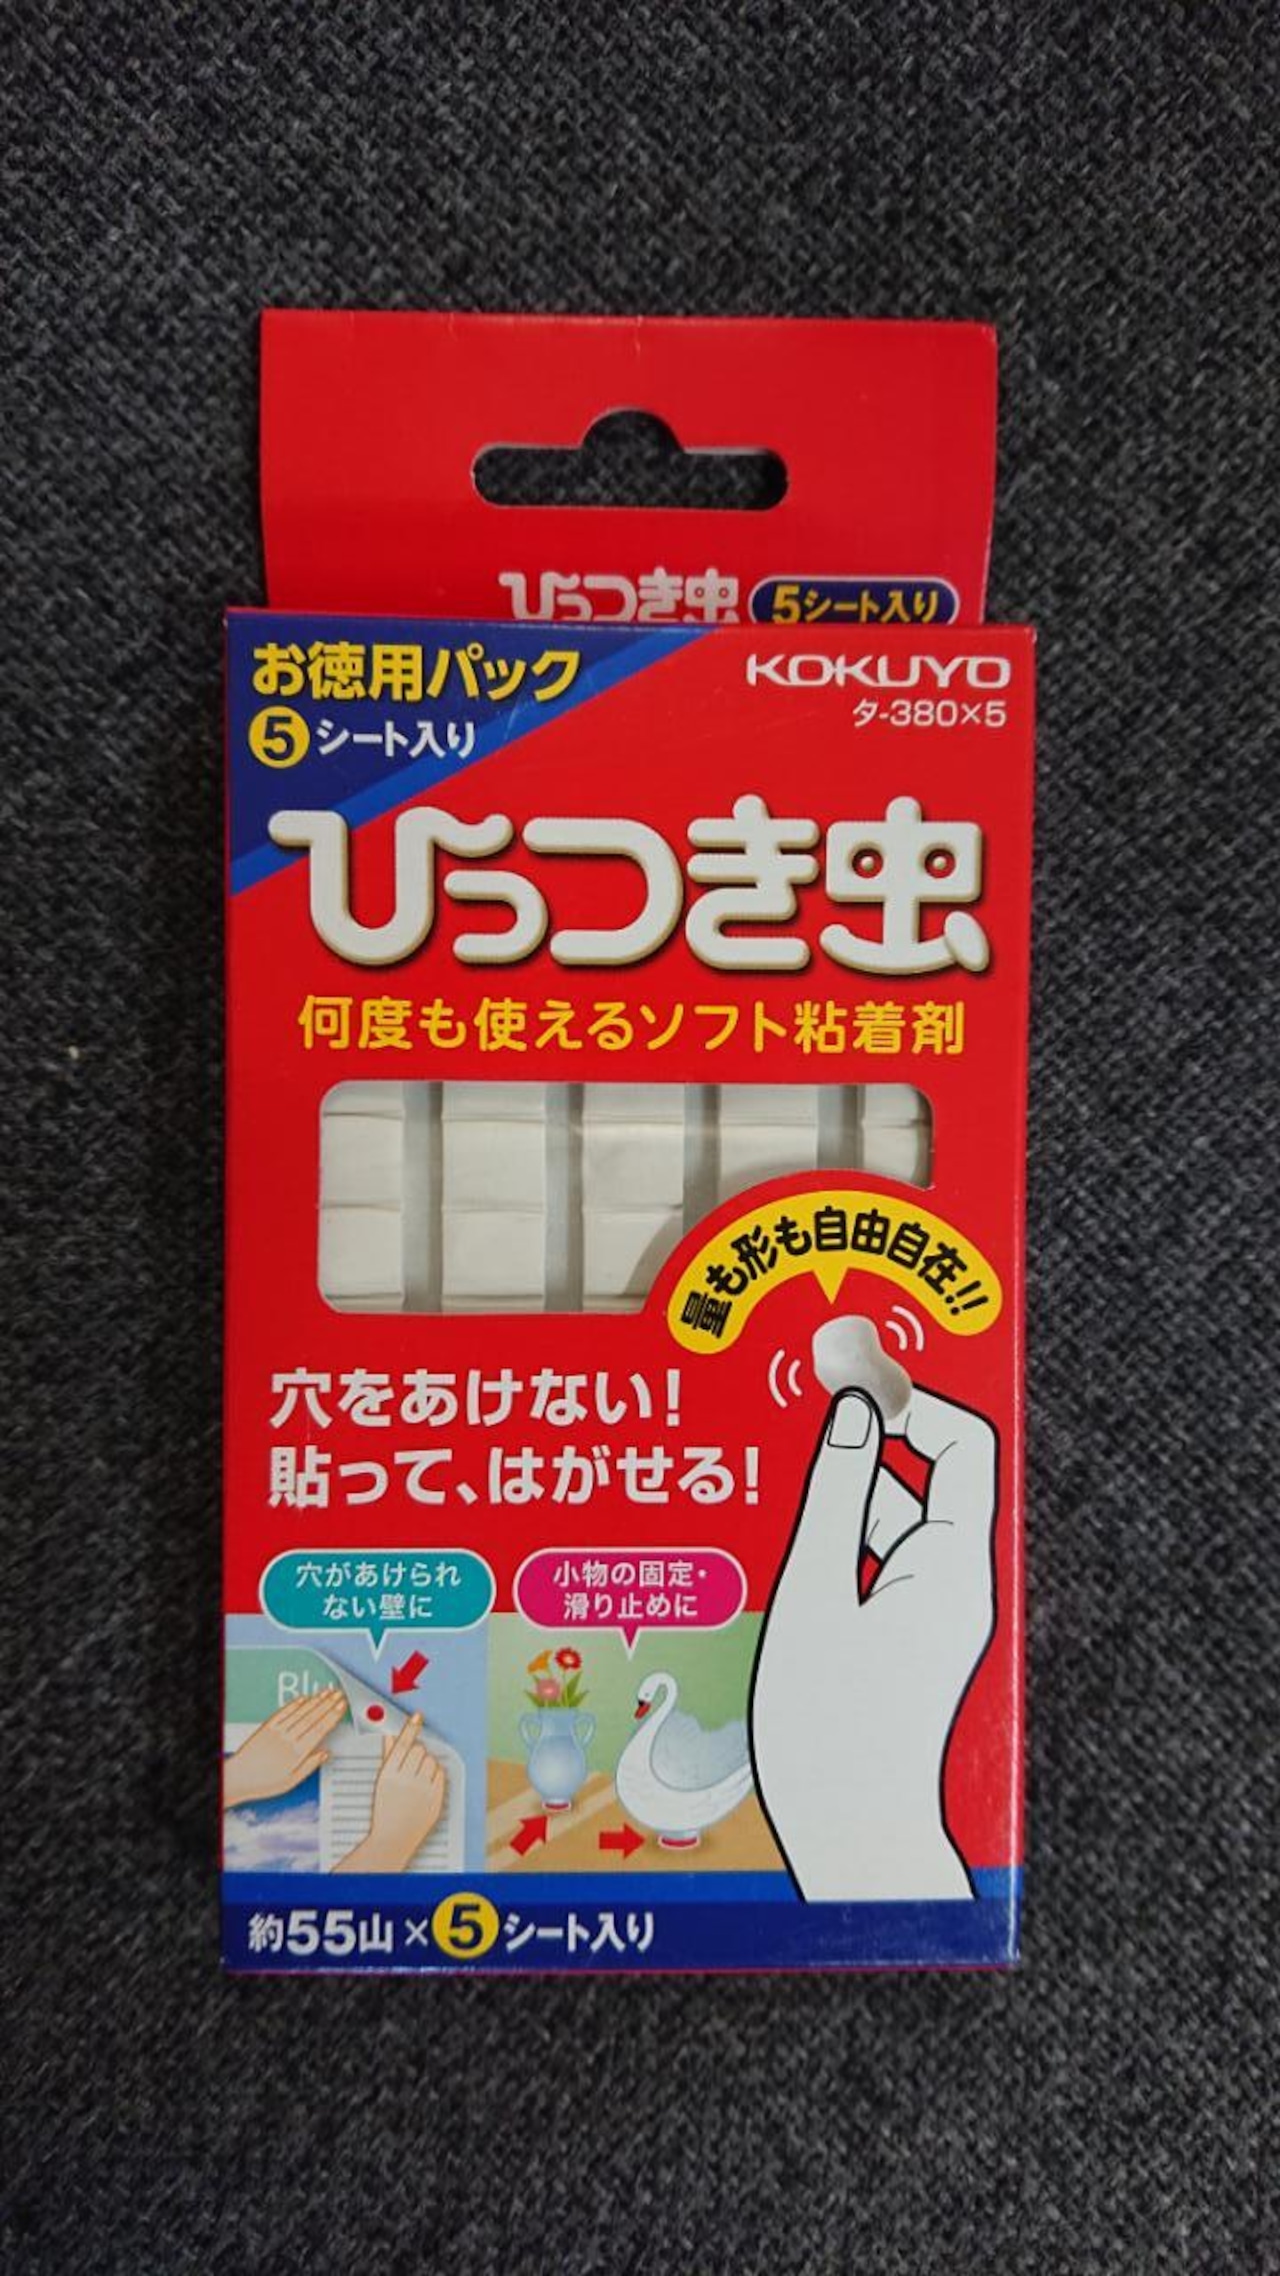 ひっつき虫 5シート入り
お徳用パック
5シート入り
KOKUYO
タ-380×5
ひっつき虫
何度も使えるソフト粘着剤
量も形も自由自在!!
穴をあけない!
貼って、はがせる!
穴があけられ
ない壁に
小物の固定・
滑り止めに
Blu
約55山×5シート入り